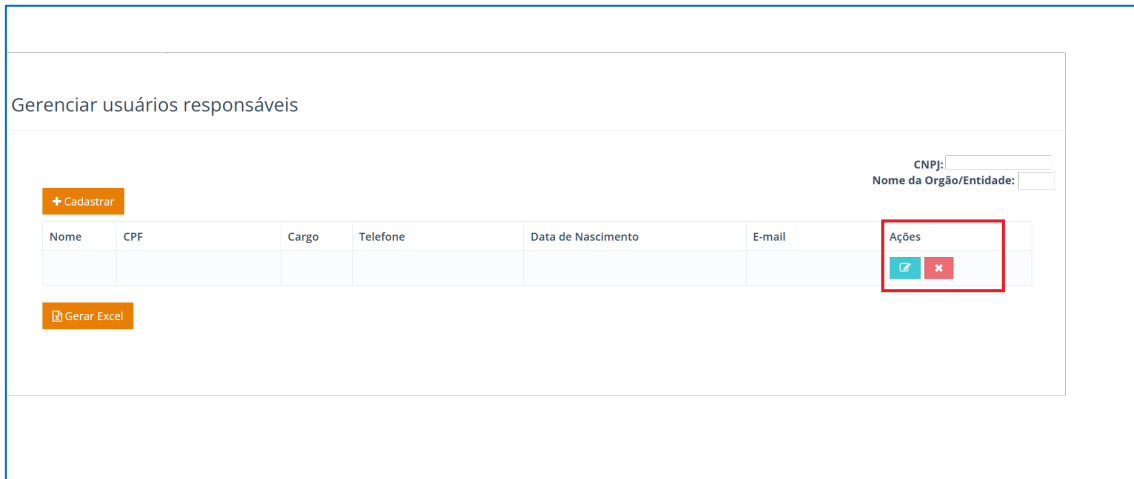 Gerenciar usuários responsáveis
CNPJ:
Nome da Orgão/Entidade:
Cadastrar
Nome CPF Cargo Telefone Data de Nascimento E-mail Ações
Gerar Excel